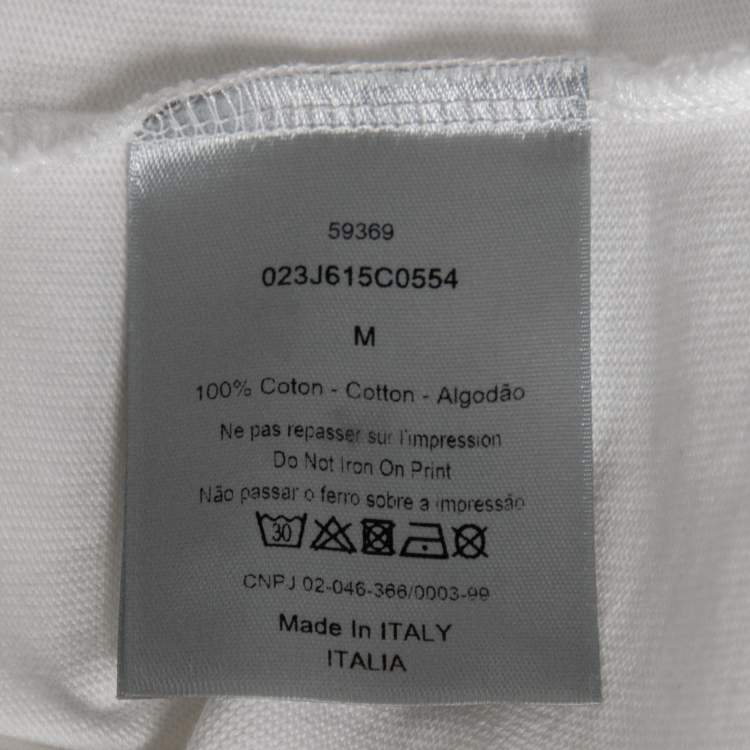 59369
023J615C0554
M
100% Coton - Cotton - Algodão
Ne pas repasser sur l'impression
Do Not Iron On Print
Não passar o ferro sobre a impressão
30
CNPJ 02-046-366/0003-99
Made In ITALY
ITALIA